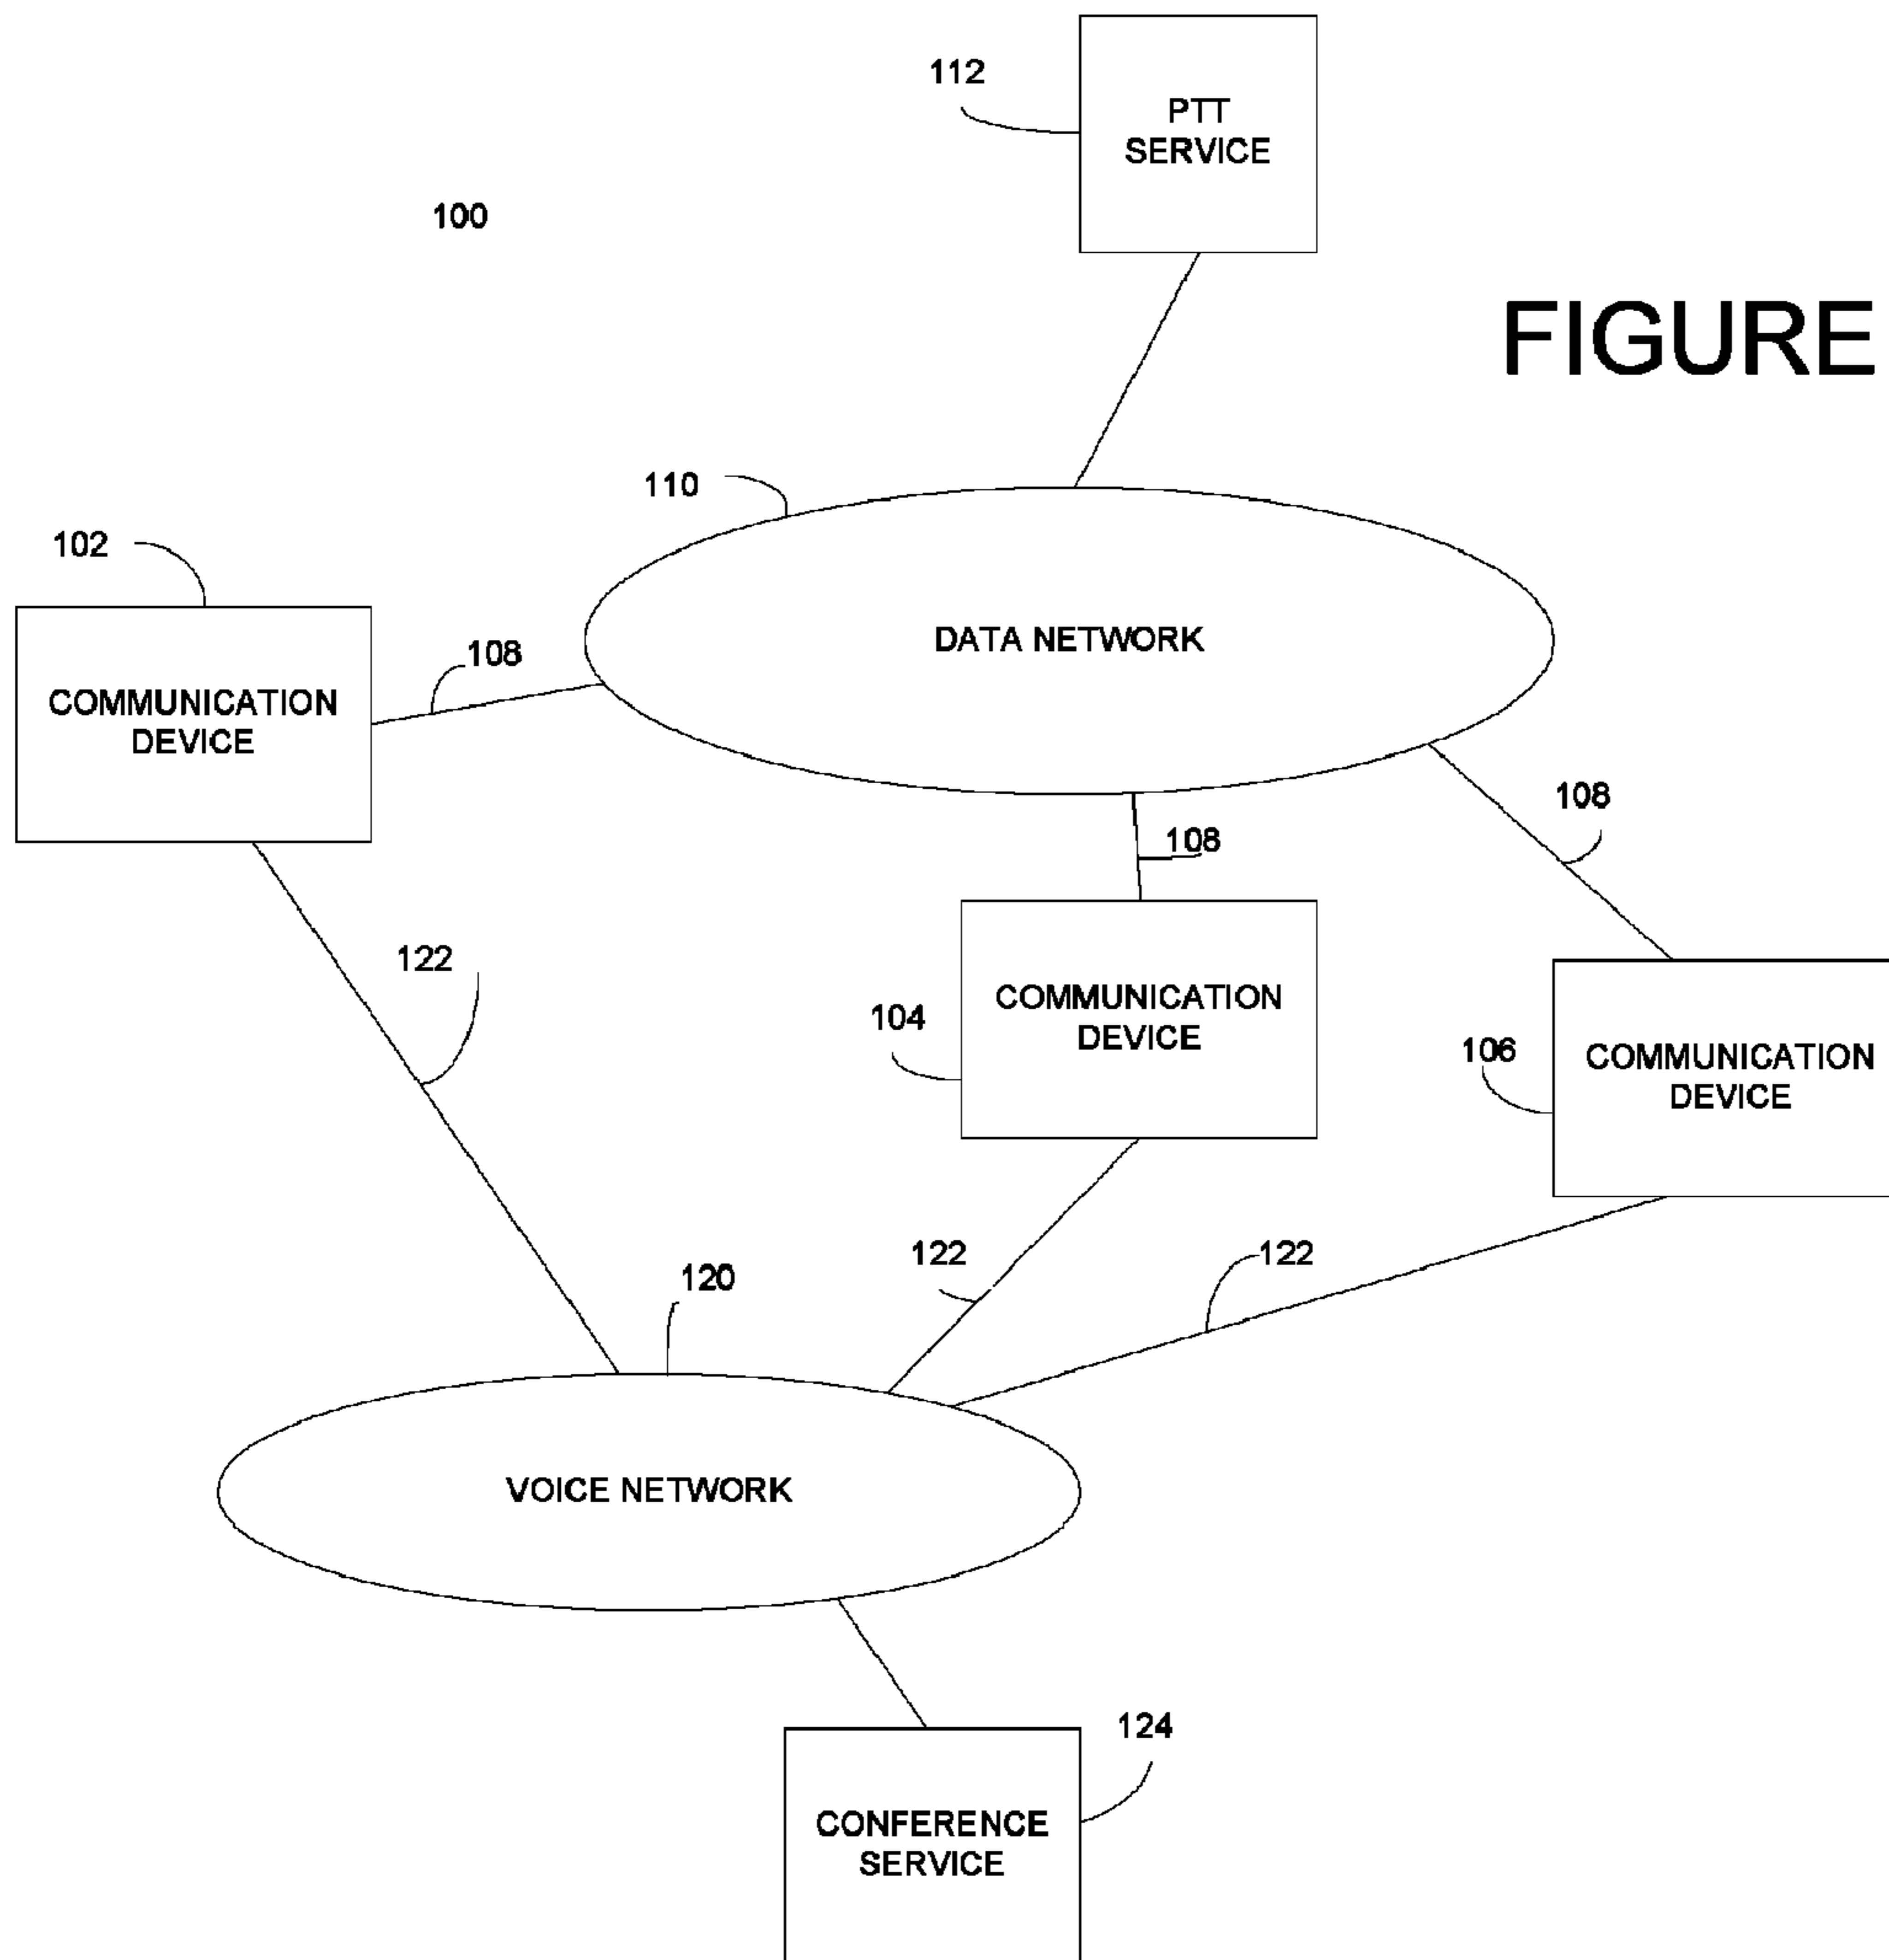 112
PTT
SERVICE
100
FIGURE
110
102
DATA NETWORK
108
COMMUNICATION
DEVICE
108
108
122
COMMUNICATION
DEVICE
104
106
COMMUNICATION
DEVICE
122
122
120
VOICE NETWORK
124
CONFERENCE
SERVICE